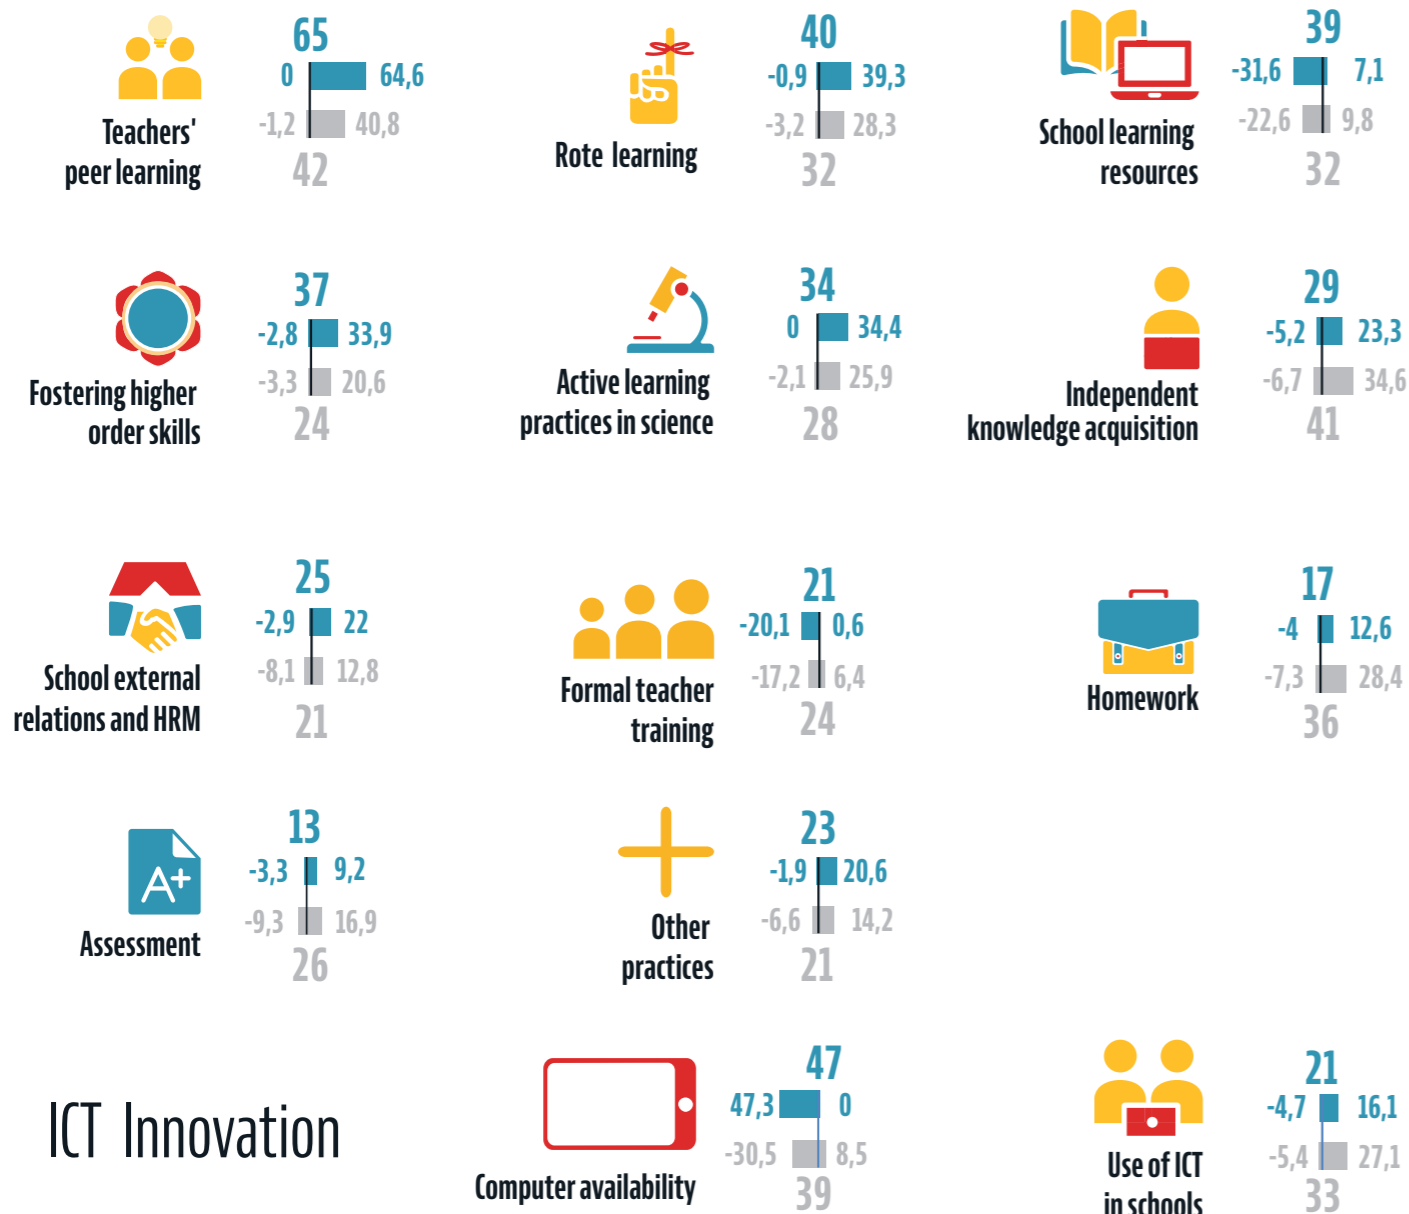 65
0 64,6
-1,2 40,8
42
Teachers'
peer learning
40
-0,9 39,3
-3,2 28,3
32
Rote learning
39
-31,6 7,1
-22,6 9,8
32
School learning
resources
37
-2,8 33,9
-3,3 20,6
24
Fostering higher
order skills
34
0 34,4
-2,1 25,9
28
Active learning
practices in science
29
-5,2 23,3
-6,7 34,6
41
Independent
knowledge acquisition
25
-2,9 22
-8,1 12,8
21
School external
relations and HRM
21
-20,1 0,6
-17,2 6,4
24
Formal teacher
training
17
-4 12,6
-7,3 28,4
36
Homework
A+
13
-3,3 9,2
-9,3 16,9
26
Assessment
23
-1,9 20,6
-6,6 14,2
21
Other
practices
ICT Innovation
47
47,3 0
-30,5 8,5
39
Computer availability
21
-4,7 16,1
-5,4 27,1
33
Use of ICT
in schools